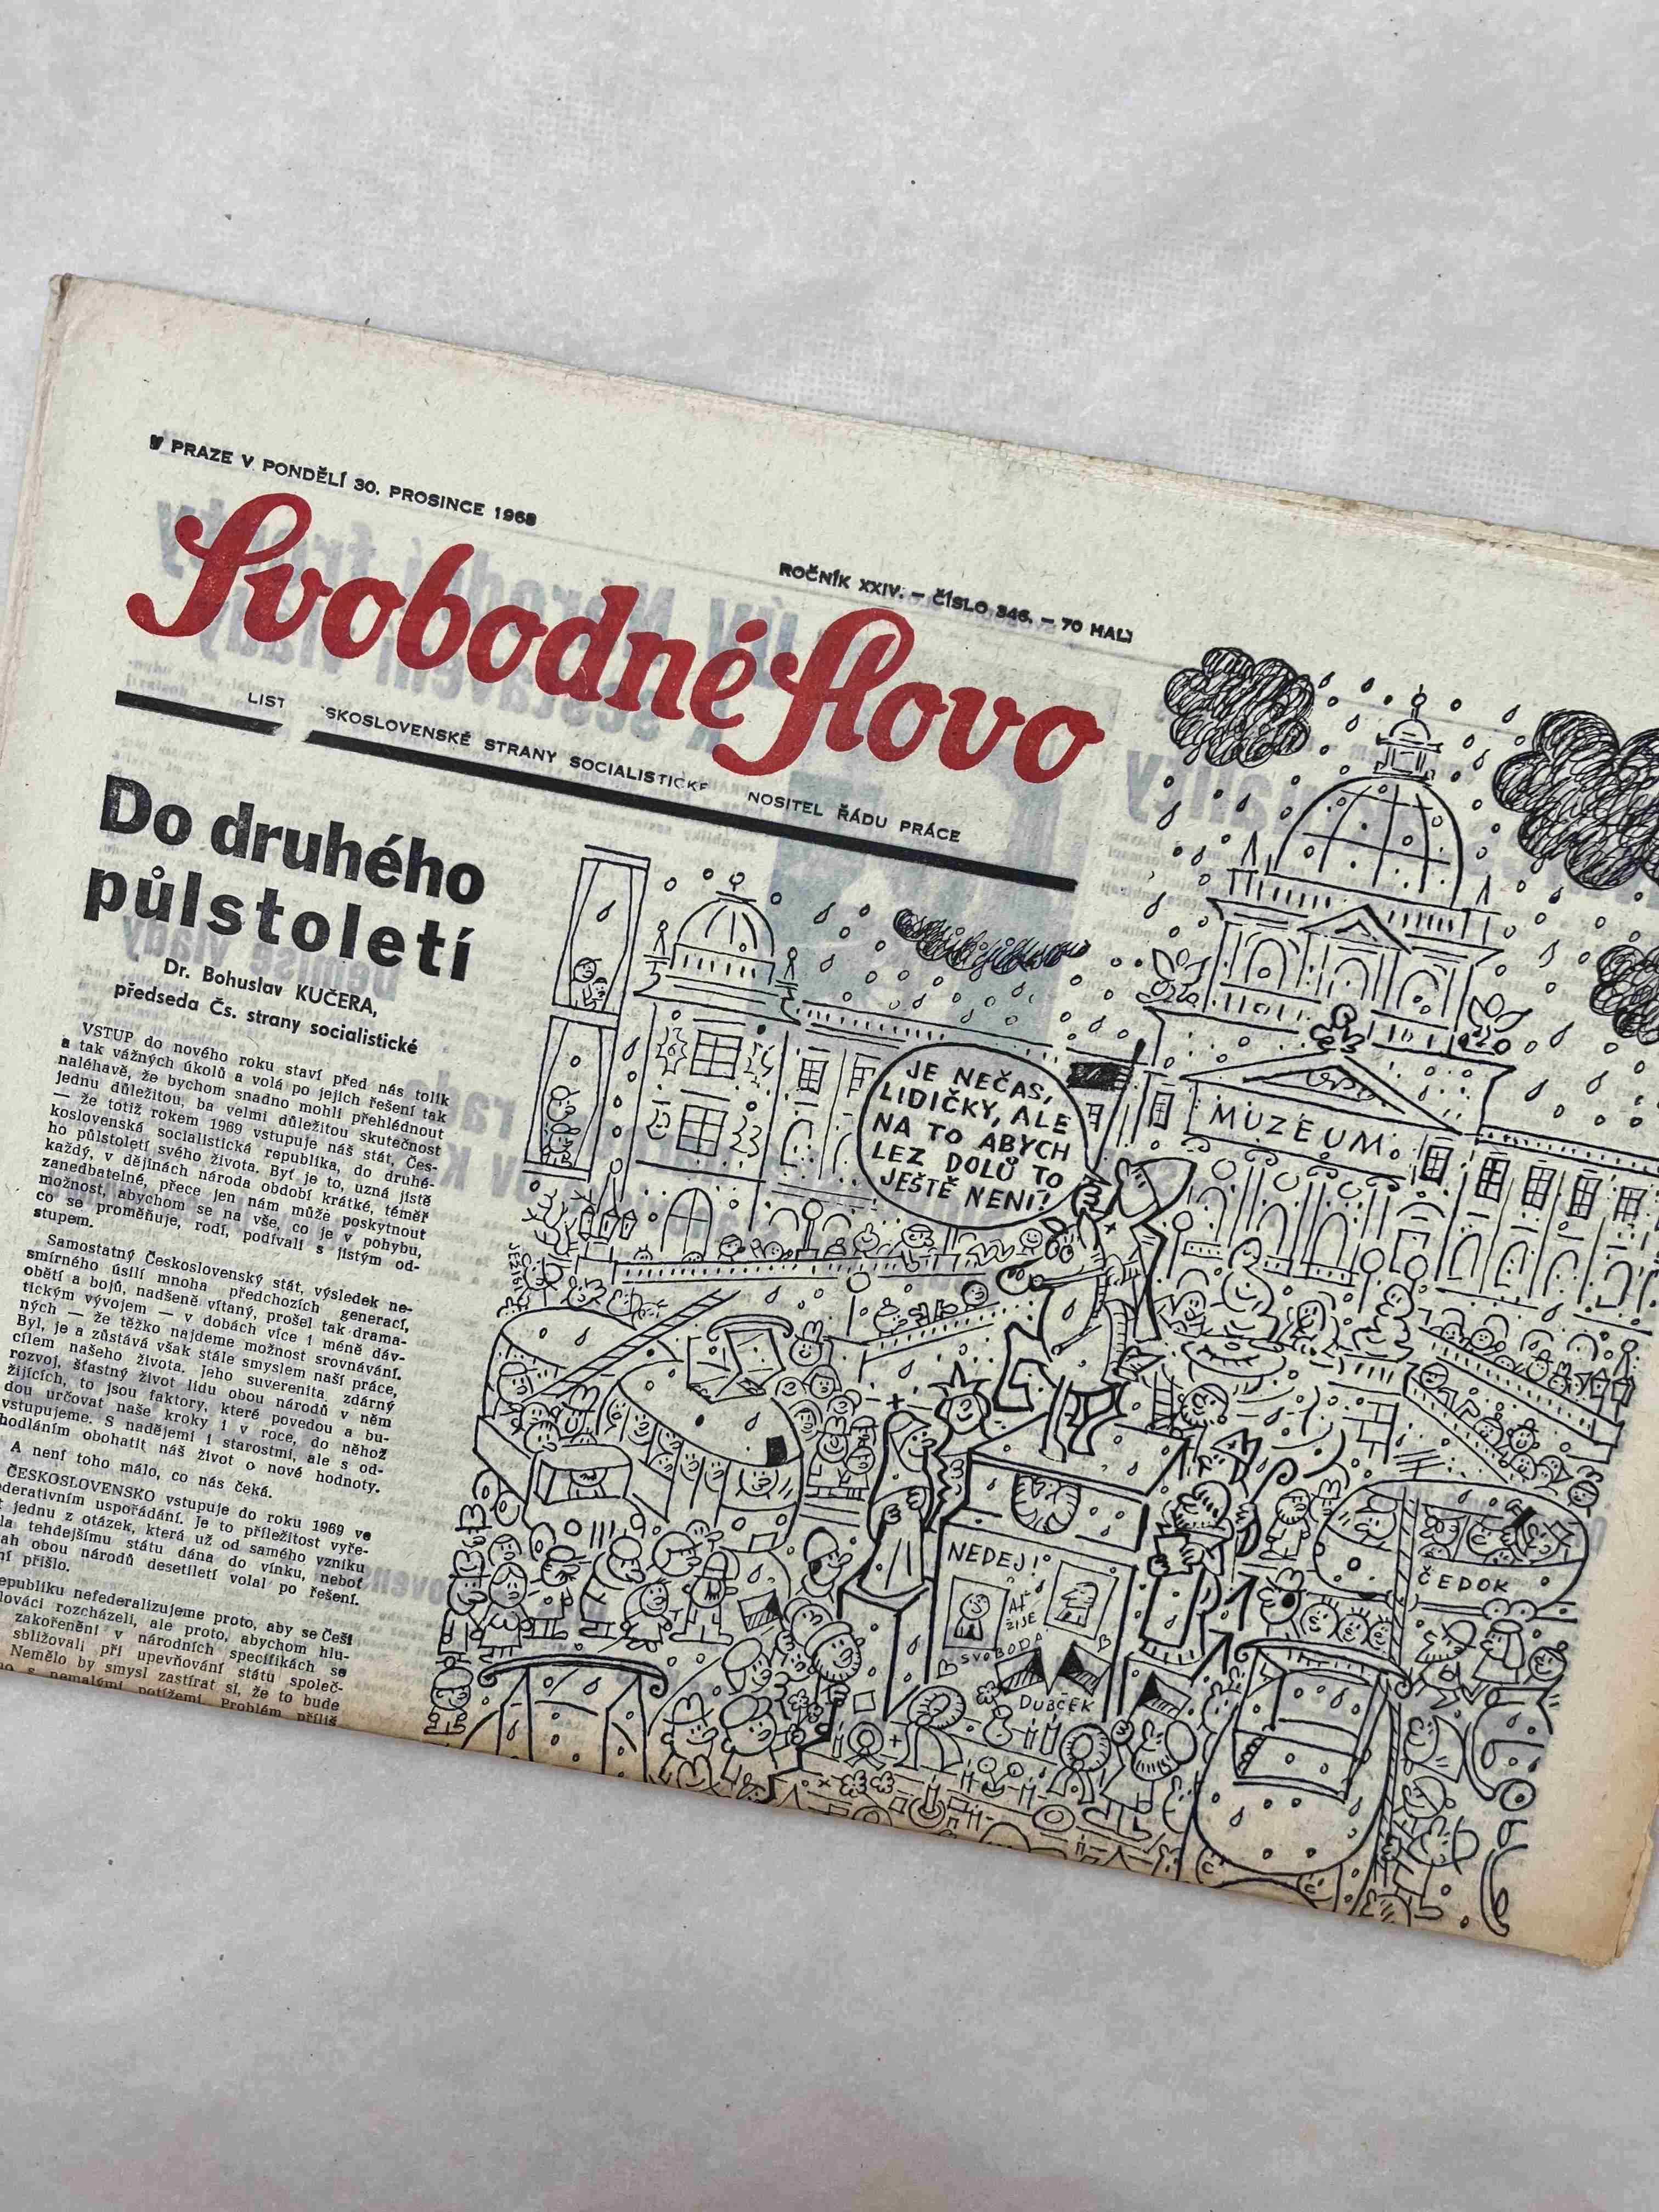 V PRAZE V PONDĚLÍ 30. PROSINCE 1968
ROČNÍK XXIV. — ČÍSLO 346. — 70 HAL
Svobodné slovo
LIST SKOSLOVENSKÉ STRANY SOCIALISTICKÉ NOSITEL ŘÁDU PRÁCE
Do druhého
půlstoletí
Dr. Bohuslav KUČERA,
předseda Čs. strany socialistické
VSTUP do nového roku staví před nás tolik
a tak vážných úkolů a volá po jejich řešení tak
naléhavě, že bychom snadno mohli přehlédnout
jednu důležitou, ba velmi důležitou skutečnost
— že totiž rokem 1969 vstupuje náš stát, Čes-
koslovenská socialistická republika, do druhé-
ho půlstoletí svého života. Byť je to, uzná jistě
každý, v dějinách národa období krátké, téměř
zanedbatelné, přece jen nám může poskytnout
možnost, abychom se na vše, co je v pohybu,
co se proměňuje, rodí, podívali s jistým od-
stupem.
Samostatný Československý stát, výsledek ne-
smírného úsilí mnoha předchozích generací,
obětí a bojů, nadšeně vítaný, prošel tak drama-
tickým vývojem — v dobách více i méně dáv-
ných — že těžko najdeme možnost srovnávání.
Byl, je a zůstává však stále smyslem naší práce,
cílem našeho života. Jeho suverenita, zdárný
rozvoj, šťastný život lidu obou národů v něm
žijících, to jsou faktory, které povedou a bu-
dou určovat naše kroky i v roce, do něhož
vstupujeme. S nadějemi i starostmi, ale s od-
hodláním obohatit náš život o nové hodnoty.
A není toho málo, co nás čeká.
ČESKOSLOVENSKO vstupuje do roku 1969 ve
federativním uspořádání. Je to příležitost vyře-
jednu z otázek, která už od samého vzniku
la tehdejšímu státu dána do vínku, neboť
ah obou národů desetiletí volal po řešení.
ní přišlo.
epubliku nefederalizujeme proto, aby se Češi
lováci rozcházeli, ale proto, abychom hlu-
zakořenění v národních specifikách se
sbližovali při upevňování státu společ-
Nemělo by smysl zastírat si, že to bude
s nemalými potížemi. Problém příliš
JE NEČAS,
LIDIČKY, ALE
NA TO ABYCH
LEZ DOLŮ TO
JEŠTĚ NENÍ!
MUZEUM
NEDEJ!
AŤ
ŽIJE
SVOBODA
DUBČEK
ČEDOK